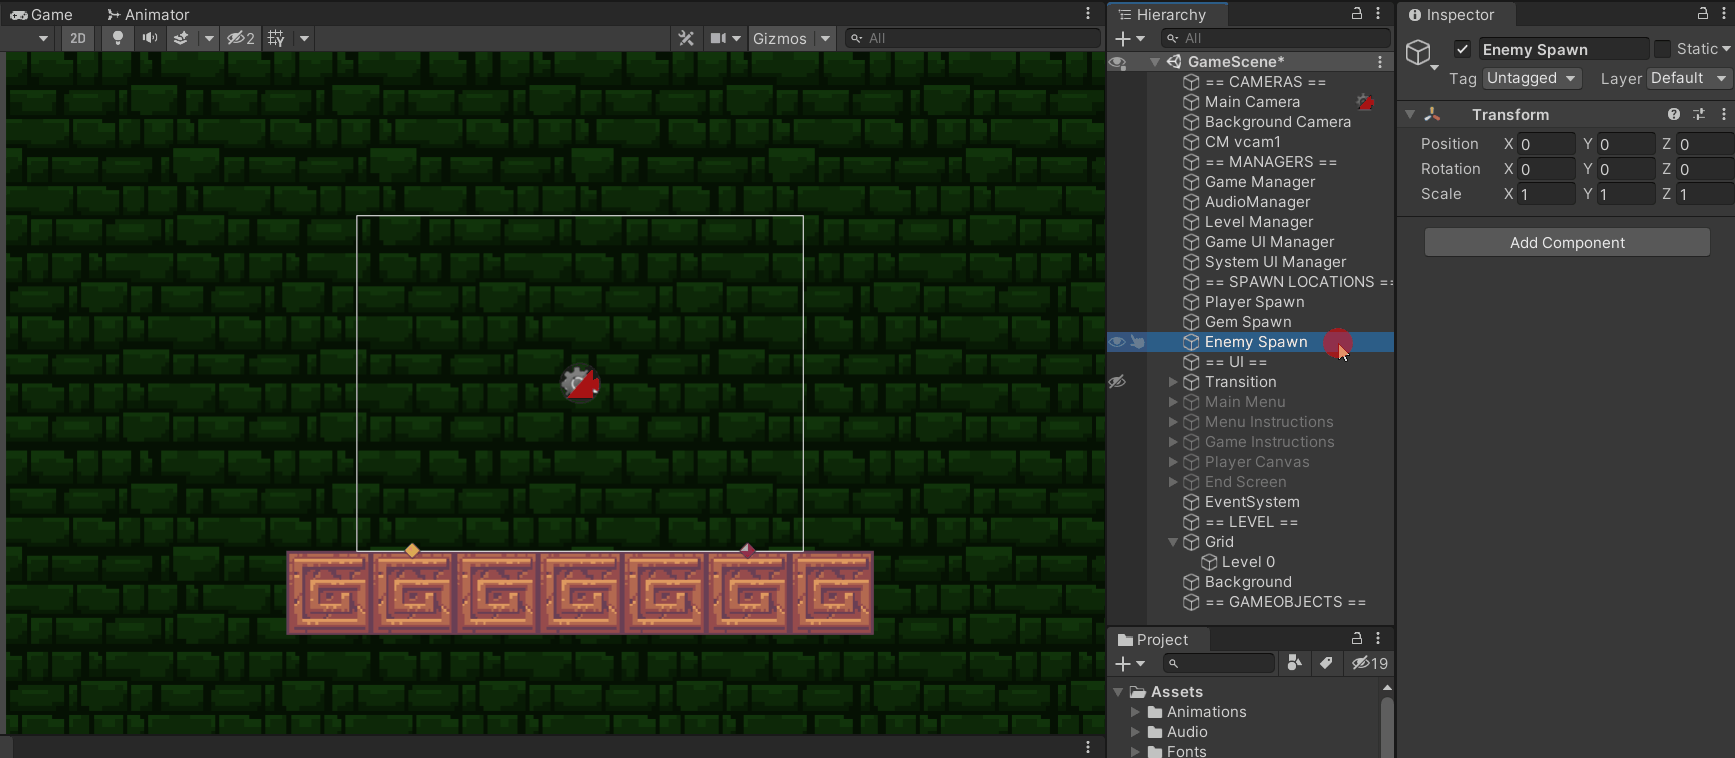 Game
Animator
2D
2
Gizmos
All
Hierarchy
All
GameScene*
== CAMERAS ==
Main Camera
Background Camera
CM vcam1
== MANAGERS ==
Game Manager
AudioManager
Level Manager
Game UI Manager
System UI Manager
== SPAWN LOCATIONS ==
Player Spawn
Gem Spawn
Enemy Spawn
== UI ==
Transition
Main Menu
Menu Instructions
Game Instructions
Player Canvas
End Screen
EventSystem
== LEVEL ==
Grid
Level 0
Background
== GAMEOBJECTS ==
Project
19
Assets
Animations
Audio
Fonts
Inspector
Enemy Spawn
Static
Tag Untagged Layer Default
Transform
Position X 0 Y 0 Z 0
Rotation X 0 Y 0 Z 0
Scale X 1 Y 1 Z 1
Add Component